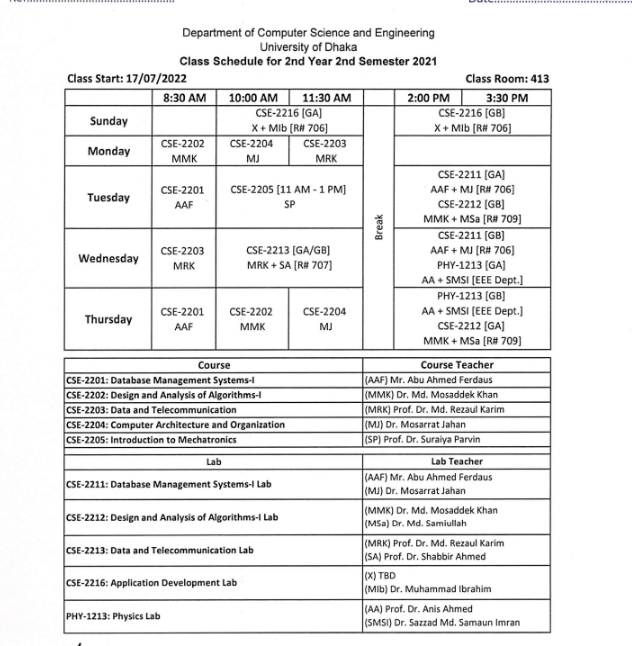 Department of Computer Science and Engineering
University of Dhaka
Class Schedule for 2nd Year 2nd Semester 2021
Class Start: 17/07/2022 Class Room: 413
8:30 AM 10:00 AM 11:30 AM 2:00 PM 3:30 PM
Sunday
CSE-2216 [GA]
X + MIb [R# 706]
Break
CSE-2216 [GB]
X + MIb [R# 706]
Monday
CSE-2202
MMK
CSE-2204
MJ
CSE-2203
MRK
Tuesday
CSE-2201
AAF
CSE-2205 [11 AM - 1 PM]
SP
CSE-2211 [GA]
AAF + MJ [R# 706]
CSE-2212 [GB]
MMK + MSa [R# 709]
Wednesday
CSE-2203
MRK
CSE-2213 [GA/GB]
MRK + SA [R# 707]
CSE-2211 [GB]
AAF + MJ [R# 706]
PHY-1213 [GA]
AA + SMSI [EEE Dept.]
Thursday
CSE-2201
AAF
CSE-2202
MMK
CSE-2204
MJ
PHY-1213 [GB]
AA + SMSI [EEE Dept.]
CSE-2212 [GA]
MMK + MSa [R# 709]
Course Course Teacher
CSE-2201: Database Management Systems-I (AAF) Mr. Abu Ahmed Ferdaus
CSE-2202: Design and Analysis of Algorithms-I (MMK) Dr. Md. Mosaddek Khan
CSE-2203: Data and Telecommunication (MRK) Prof. Dr. Md. Rezaul Karim
CSE-2204: Computer Architecture and Organization (MJ) Dr. Mosarrat Jahan
CSE-2205: Introduction to Mechatronics (SP) Prof. Dr. Suraiya Parvin
Lab Lab Teacher
CSE-2211: Database Management Systems-I Lab
(AAF) Mr. Abu Ahmed Ferdaus
(MJ) Dr. Mosarrat Jahan
CSE-2212: Design and Analysis of Algorithms-I Lab
(MMK) Dr. Md. Mosaddek Khan
(MSa) Dr. Md. Samiullah
CSE-2213: Data and Telecommunication Lab
(MRK) Prof. Dr. Md. Rezaul Karim
(SA) Prof. Dr. Shabbir Ahmed
CSE-2216: Application Development Lab
(X) TBD
(MIb) Dr. Muhammad Ibrahim
PHY-1213: Physics Lab
(AA) Prof. Dr. Anis Ahmed
(SMSI) Dr. Sazzad Md. Samaun Imran